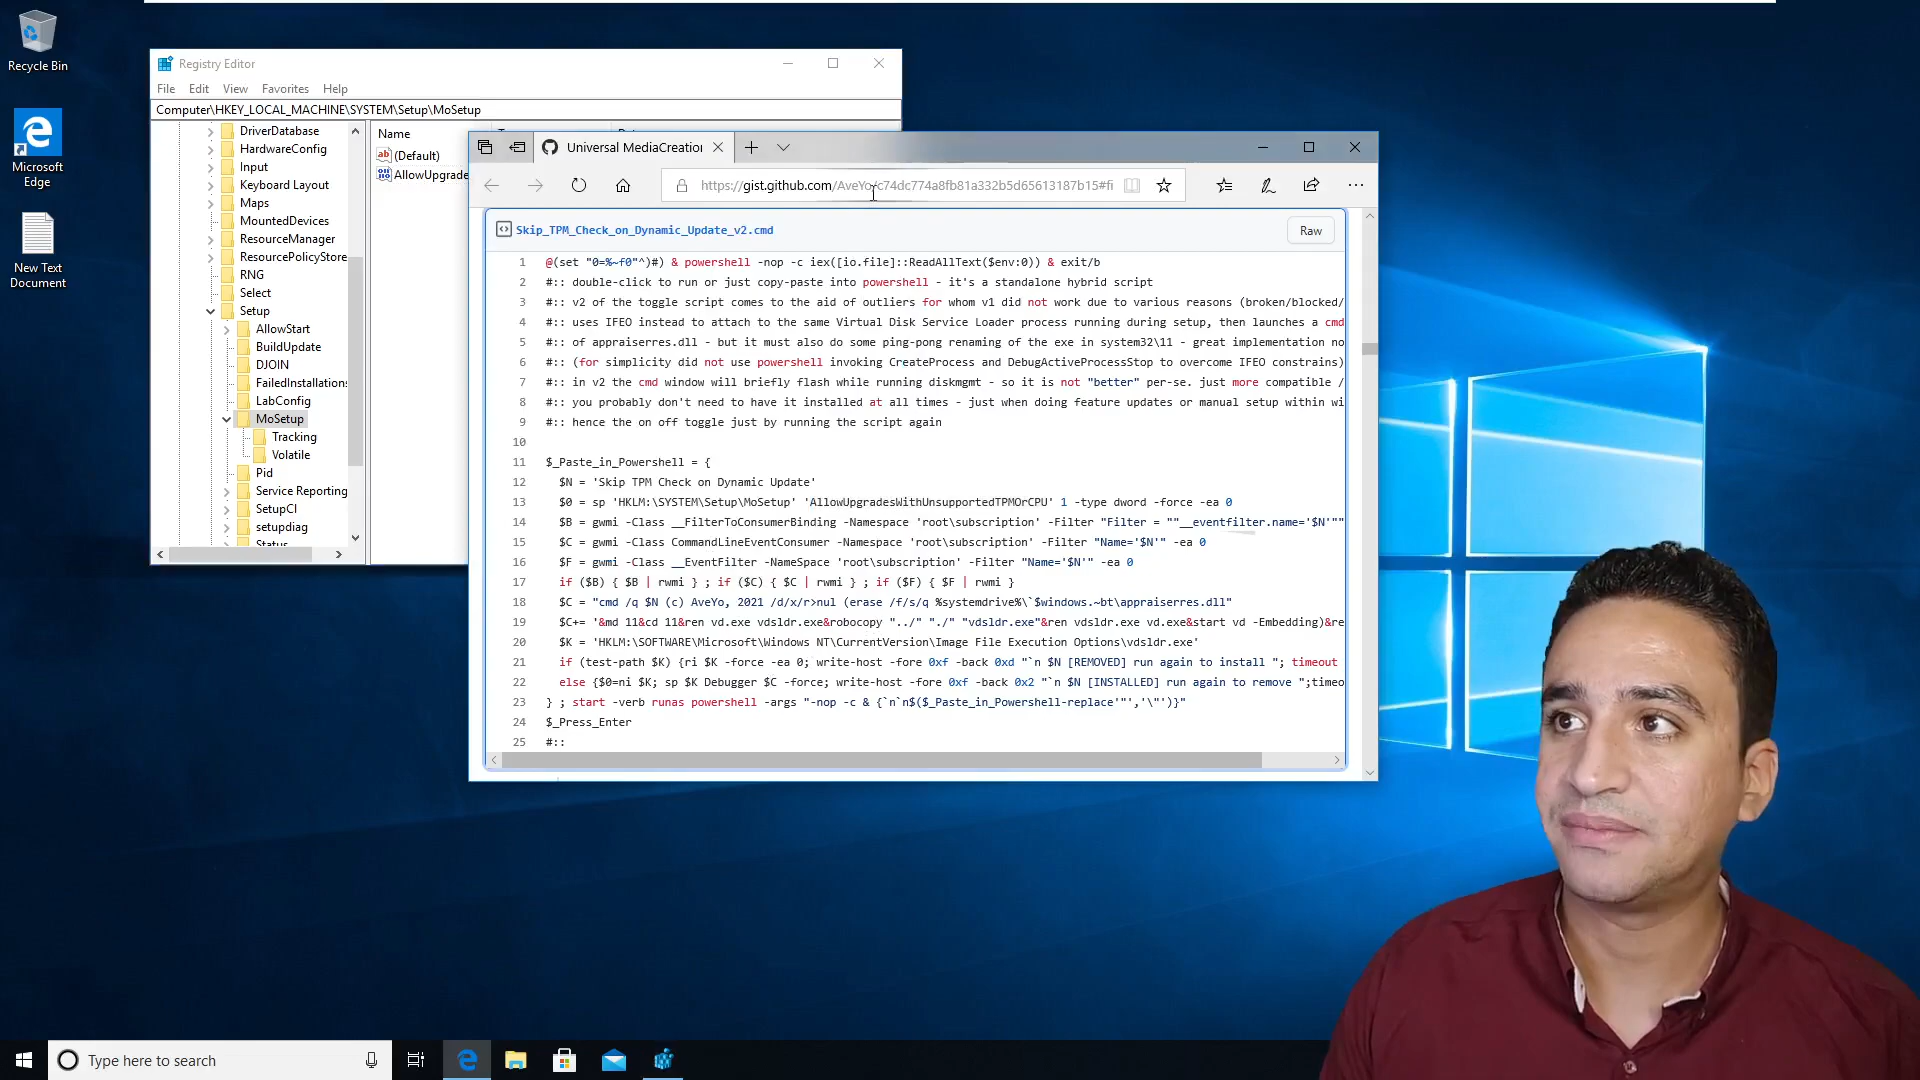 Recycle Bin
Microsoft
Edge
New Text
Document
Registry Editor
File Edit View Favorites Help
Computer\HKEY_LOCAL_MACHINE\SYSTEM\Setup\MoSetup
DriverDatabase
HardwareConfig
Input
Keyboard Layout
Maps
MountedDevices
ResourceManager
ResourcePolicyStore
RNG
Select
Setup
AllowStart
BuildUpdate
DJOIN
FailedInstallations
LabConfig
MoSetup
Tracking
Volatile
Pid
Service Reporting
SetupCl
setupdiag
Status
Name
ab (Default)
AllowUpgrade
Universal MediaCreation
https://gist.github.com/AveYo/c74dc774a8fb81a332b5d65613187b15#fi
Skip_TPM_Check_on_Dynamic_Update_v2.cmd
Raw
1 @(set "0=%~f0"^)#) & powershell -nop -c iex([io.file]::ReadAllText($env:0)) & exit/b
2 #:: double-click to run or just copy-paste into powershell - it's a standalone hybrid script
3 #:: v2 of the toggle script comes to the aid of outliers for whom v1 did not work due to various reasons (broken/blocked/
4 #:: uses IFEO instead to attach to the same Virtual Disk Service Loader process running during setup, then launches a cmd
5 #:: of appraiserres.dll - but it must also do some ping-pong renaming of the exe in system32\11 - great implementation no
6 #:: (for simplicity did not use powershell invoking CreateProcess and DebugActiveProcessStop to overcome IFEO constrains)
7 #:: in v2 the cmd window will briefly flash while running diskmgmt - so it is not "better" per-se. just more compatible /
8 #:: you probably don't need to have it installed at all times - just when doing feature updates or manual setup within wi
9 #:: hence the on off toggle just by running the script again
10
11 $_Paste_in_Powershell = {
12 $N = 'Skip TPM Check on Dynamic Update'
13 $0 = sp 'HKLM:\SYSTEM\Setup\MoSetup' 'AllowUpgradesWithUnsupportedTPMOrCPU' 1 -type dword -force -ea 0
14 $B = gwmi -Class __FilterToConsumerBinding -Namespace 'root\subscription' -Filter "Filter = ""__eventfilter.name='$N'""
15 $C = gwmi -Class CommandLineEventConsumer -Namespace 'root\subscription' -Filter "Name='$N'" -ea 0
16 $F = gwmi -Class __EventFilter -NameSpace 'root\subscription' -Filter "Name='$N'" -ea 0
17 if ($B) { $B | rwmi } ; if ($C) { $C | rwmi } ; if ($F) { $F | rwmi }
18 $C = "cmd /q $N (c) AveYo, 2021 /d/x/r>nul (erase /f/s/q %systemdrive%\`$windows.~bt\appraiserres.dll"
19 $C+= '&md 11&cd 11&ren vd.exe vdsldr.exe&robocopy "../" "./" "vdsldr.exe"&ren vdsldr.exe vd.exe&start vd -Embedding)&re
20 $K = 'HKLM:\SOFTWARE\Microsoft\Windows NT\CurrentVersion\Image File Execution Options\vdsldr.exe'
21 if (test-path $K) {ri $K -force -ea 0; write-host -fore 0xf -back 0xd "`n $N [REMOVED] run again to install "; timeout
22 else {$0=ni $K; sp $K Debugger $C -force; write-host -fore 0xf -back 0x2 "`n $N [INSTALLED] run again to remove ";timeo
23 } ; start -verb runas powershell -args "-nop -c & {`n`n$($_Paste_in_Powershell-replace'"','\"')}"
24 $_Press_Enter
25 #::
Type here to search